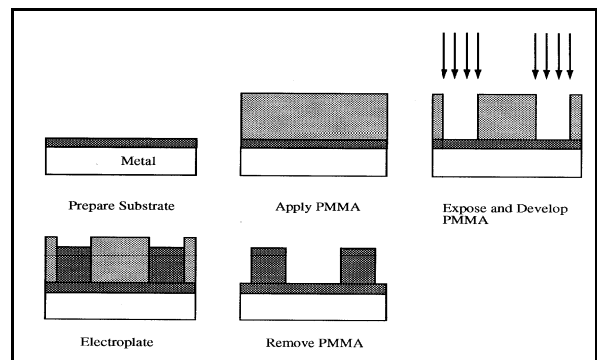 Metal
Prepare Substrate
Apply PMMA
Expose and Develop
PMMA
Electroplate
Remove PMMA